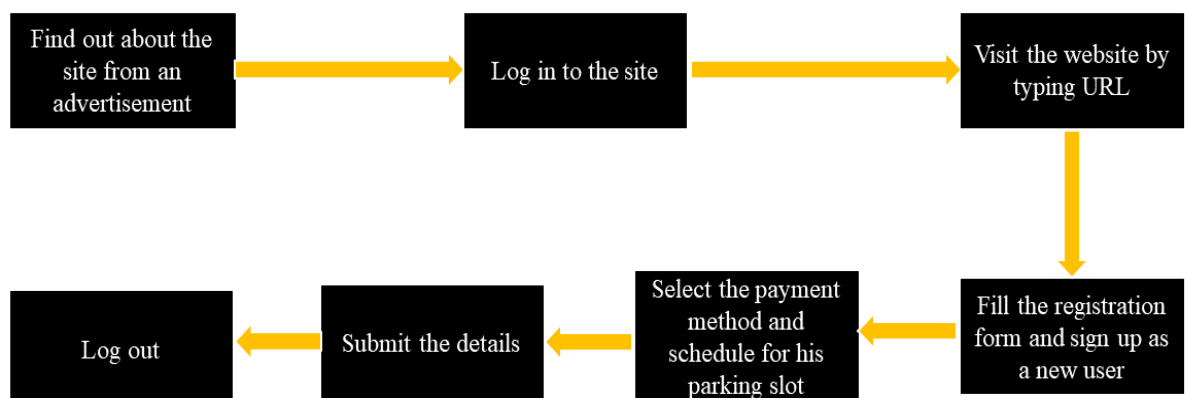 Find out about the
site from an
advertisement
Log in to the site
Visit the website by
typing URL
Fill the registration
form and sign up as
a new user
Select the payment
method and
schedule for his
parking slot
Submit the details
Log out